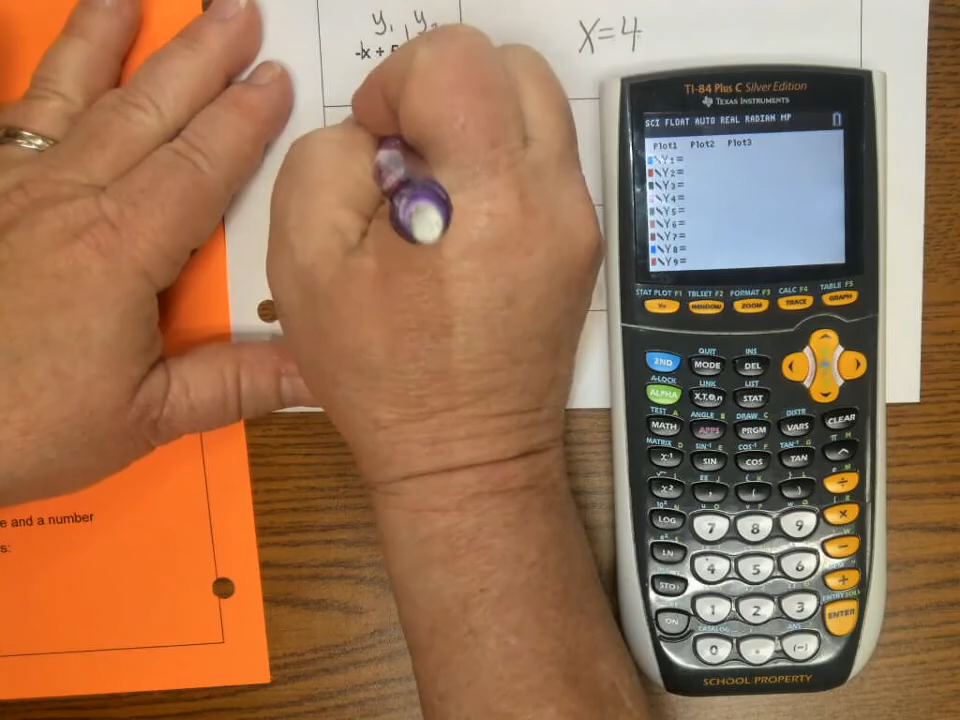 y₁ | y₂
-1x + 5
X=4
TI-84 Plus C Silver Edition
TEXAS INSTRUMENTS
SCI FLOAT AUTO REAL RADIAN MP
Plot1 Plot2 Plot3
\Y1=
\Y2=
\Y3=
\Y4=
\Y5=
\Y6=
\Y7=
\Y8=
\Y9=
STAT PLOT F1 TBLSET F2 FORMAT F3 CALC F4 TABLE F5
Y= WINDOW ZOOM TRACE GRAPH
QUIT INS
2ND MODE DEL
A-LOCK LINK LIST
ALPHA X,T,θ,n STAT
TEST A ANGLE B DRAW C DISTR
MATH APPS PRGM VARS CLEAR
MATRIX D SIN⁻¹ E COS⁻¹ F TAN⁻¹ G π H
x⁻¹ SIN COS TAN ^
x² , ( ) ÷
LOG 7 8 9 ×
LN 4 5 6 −
STO› 1 2 3 +
ENTRY SOLVE
ON 0 . (-) ENTER
CATALOG ANS
SCHOOL PROPERTY
e and a number
s: